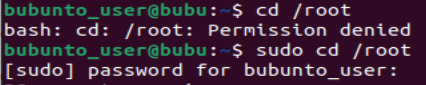 bubunto_user@bubu:~$ cd /root
bash: cd: /root: Permission denied
bubunto_user@bubu:~$ sudo cd /root
[sudo] password for bubunto_user: